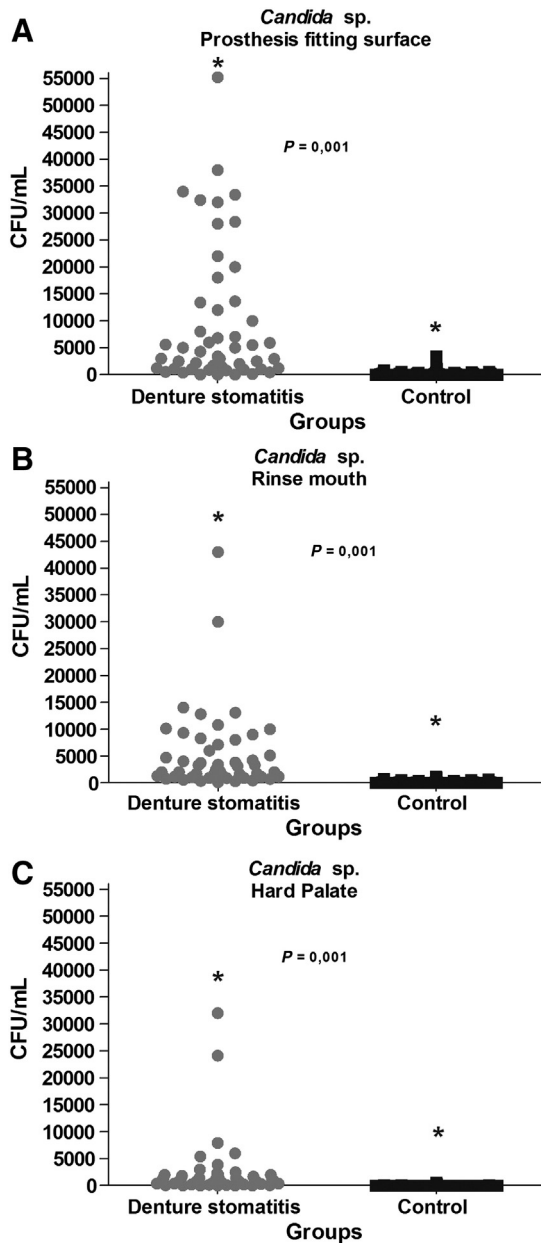 A
Candida sp.
Prosthesis fitting surface
*
55000
50000
45000
40000
35000
30000
25000
20000
15000
10000
5000
0
CFU/mL
P = 0,001
*
Denture stomatitis
Control
Groups
B
Candida sp.
Rinse mouth
55000
50000
45000
40000
35000
30000
25000
20000
15000
10000
5000
0
CFU/mL
*
P = 0,001
*
Denture stomatitis
Control
Groups
C
Candida sp.
Hard Palate
55000
50000
45000
40000
35000
30000
25000
20000
15000
10000
5000
0
CFU/mL
P = 0,001
*
*
Denture stomatitis
Control
Groups